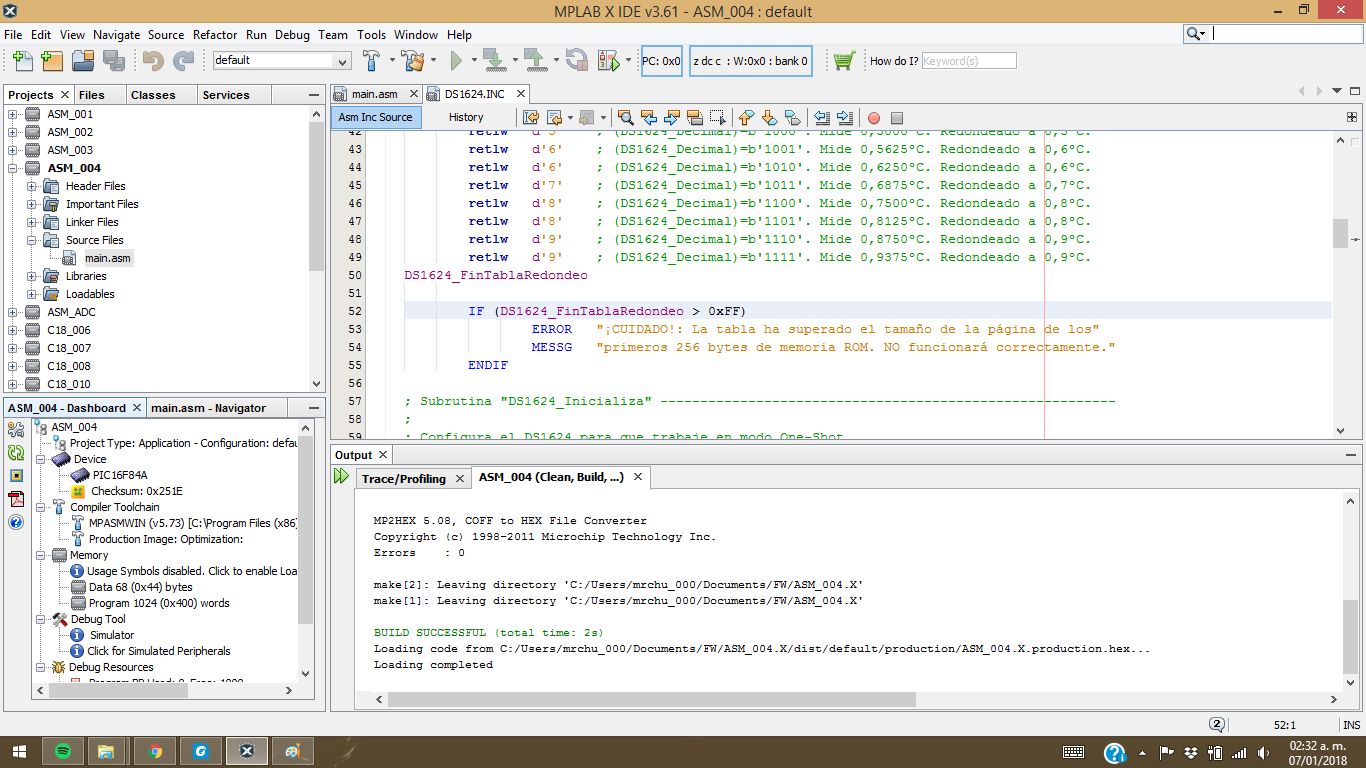 MPLAB X IDE v3.61 - ASM_004 : default
File Edit View Navigate Source Refactor Run Debug Team Tools Window Help
default
PC: 0x0
z dc c : W:0x0 : bank 0
How do I? Keyword(s)
Projects Files Classes Services
ASM_001
ASM_002
ASM_003
ASM_004
Header Files
Important Files
Linker Files
Source Files
main.asm
Libraries
Loadables
ASM_ADC
C18_006
C18_007
C18_008
C18_010
ASM_004 - Dashboard main.asm - Navigator
ASM_004
Project Type: Application - Configuration: defau
Device
PIC16F84A
Checksum: 0x251E
Compiler Toolchain
MPASMWIN (v5.73) [C:\Program Files (x86)
Production Image: Optimization:
Memory
Usage Symbols disabled. Click to enable Loa
Data 68 (0x44) bytes
Program 1024 (0x400) words
Debug Tool
Simulator
Click for Simulated Peripherals
Debug Resources
main.asm DS1624.INC
Asm Inc Source History
42 retlw d'5' ; (DS1624_Decimal)=b'1000'. Mide 0,5000°C. Redondeado a 0,5°C.
43 retlw d'6' ; (DS1624_Decimal)=b'1001'. Mide 0,5625°C. Redondeado a 0,6°C.
44 retlw d'6' ; (DS1624_Decimal)=b'1010'. Mide 0,6250°C. Redondeado a 0,6°C.
45 retlw d'7' ; (DS1624_Decimal)=b'1011'. Mide 0,6875°C. Redondeado a 0,7°C.
46 retlw d'8' ; (DS1624_Decimal)=b'1100'. Mide 0,7500°C. Redondeado a 0,8°C.
47 retlw d'8' ; (DS1624_Decimal)=b'1101'. Mide 0,8125°C. Redondeado a 0,8°C.
48 retlw d'9' ; (DS1624_Decimal)=b'1110'. Mide 0,8750°C. Redondeado a 0,9°C.
49 retlw d'9' ; (DS1624_Decimal)=b'1111'. Mide 0,9375°C. Redondeado a 0,9°C.
50 DS1624_FinTablaRedondeo
51
52 IF (DS1624_FinTablaRedondeo > 0xFF)
53 ERROR "¡CUIDADO!: La tabla ha superado el tamaño de la página de los"
54 MESSG "primeros 256 bytes de memoria ROM. NO funcionará correctamente."
55 ENDIF
56
57 ; Subrutina "DS1624_Inicializa" ---------------------------------------------------------
58 ;
59 ; Configura el DS1624 para que trabaje en modo One-Shot
Output
Trace/Profiling ASM_004 (Clean, Build, ...)
MP2HEX 5.08, COFF to HEX File Converter
Copyright (c) 1998-2011 Microchip Technology Inc.
Errors : 0
make[2]: Leaving directory 'C:/Users/mrchu_000/Documents/FW/ASM_004.X'
make[1]: Leaving directory 'C:/Users/mrchu_000/Documents/FW/ASM_004.X'
BUILD SUCCESSFUL (total time: 2s)
Loading code from C:/Users/mrchu_000/Documents/FW/ASM_004.X/dist/default/production/ASM_004.X.production.hex...
Loading completed
2 52:1 INS
02:32 a. m.
07/01/2018